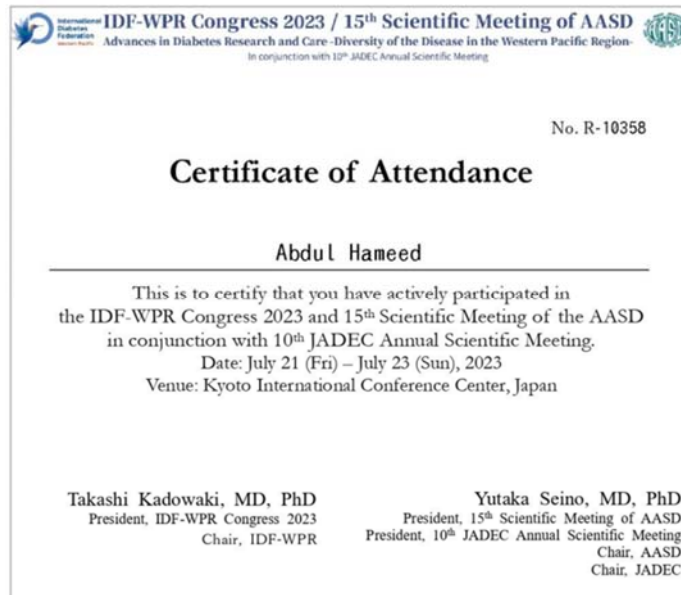 International
Diabetes
Federation
Western Pacific
IDF-WPR Congress 2023 / 15th Scientific Meeting of AASD
Advances in Diabetes Research and Care -Diversity of the Disease in the Western Pacific Region-
In conjunction with 10th JADEC Annual Scientific Meeting
AASD
No. R-10358
Certificate of Attendance
Abdul Hameed
This is to certify that you have actively participated in
the IDF-WPR Congress 2023 and 15th Scientific Meeting of the AASD
in conjunction with 10th JADEC Annual Scientific Meeting.
Date: July 21 (Fri) – July 23 (Sun), 2023
Venue: Kyoto International Conference Center, Japan
Takashi Kadowaki, MD, PhD
President, IDF-WPR Congress 2023
Chair, IDF-WPR
Yutaka Seino, MD, PhD
President, 15th Scientific Meeting of AASD
President, 10th JADEC Annual Scientific Meeting
Chair, AASD
Chair, JADEC